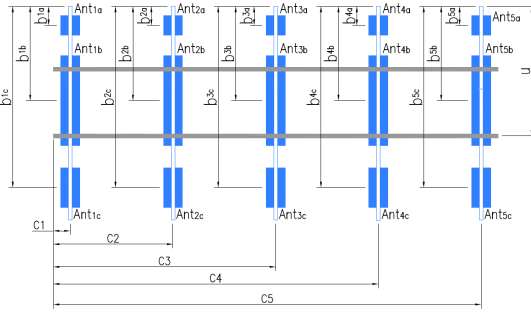 Ant1a
Ant2a
Ant3a
Ant4a
Ant5a
b1a
b2a
b3a
b4a
b5a
b1b
b2b
b3b
b4b
b5b
Ant1b
Ant2b
Ant3b
Ant4b
Ant5b
u
b1c
b2c
b3c
b4c
b5c
Ant1c
Ant2c
Ant3c
Ant4c
Ant5c
C1
C2
C3
C4
C5